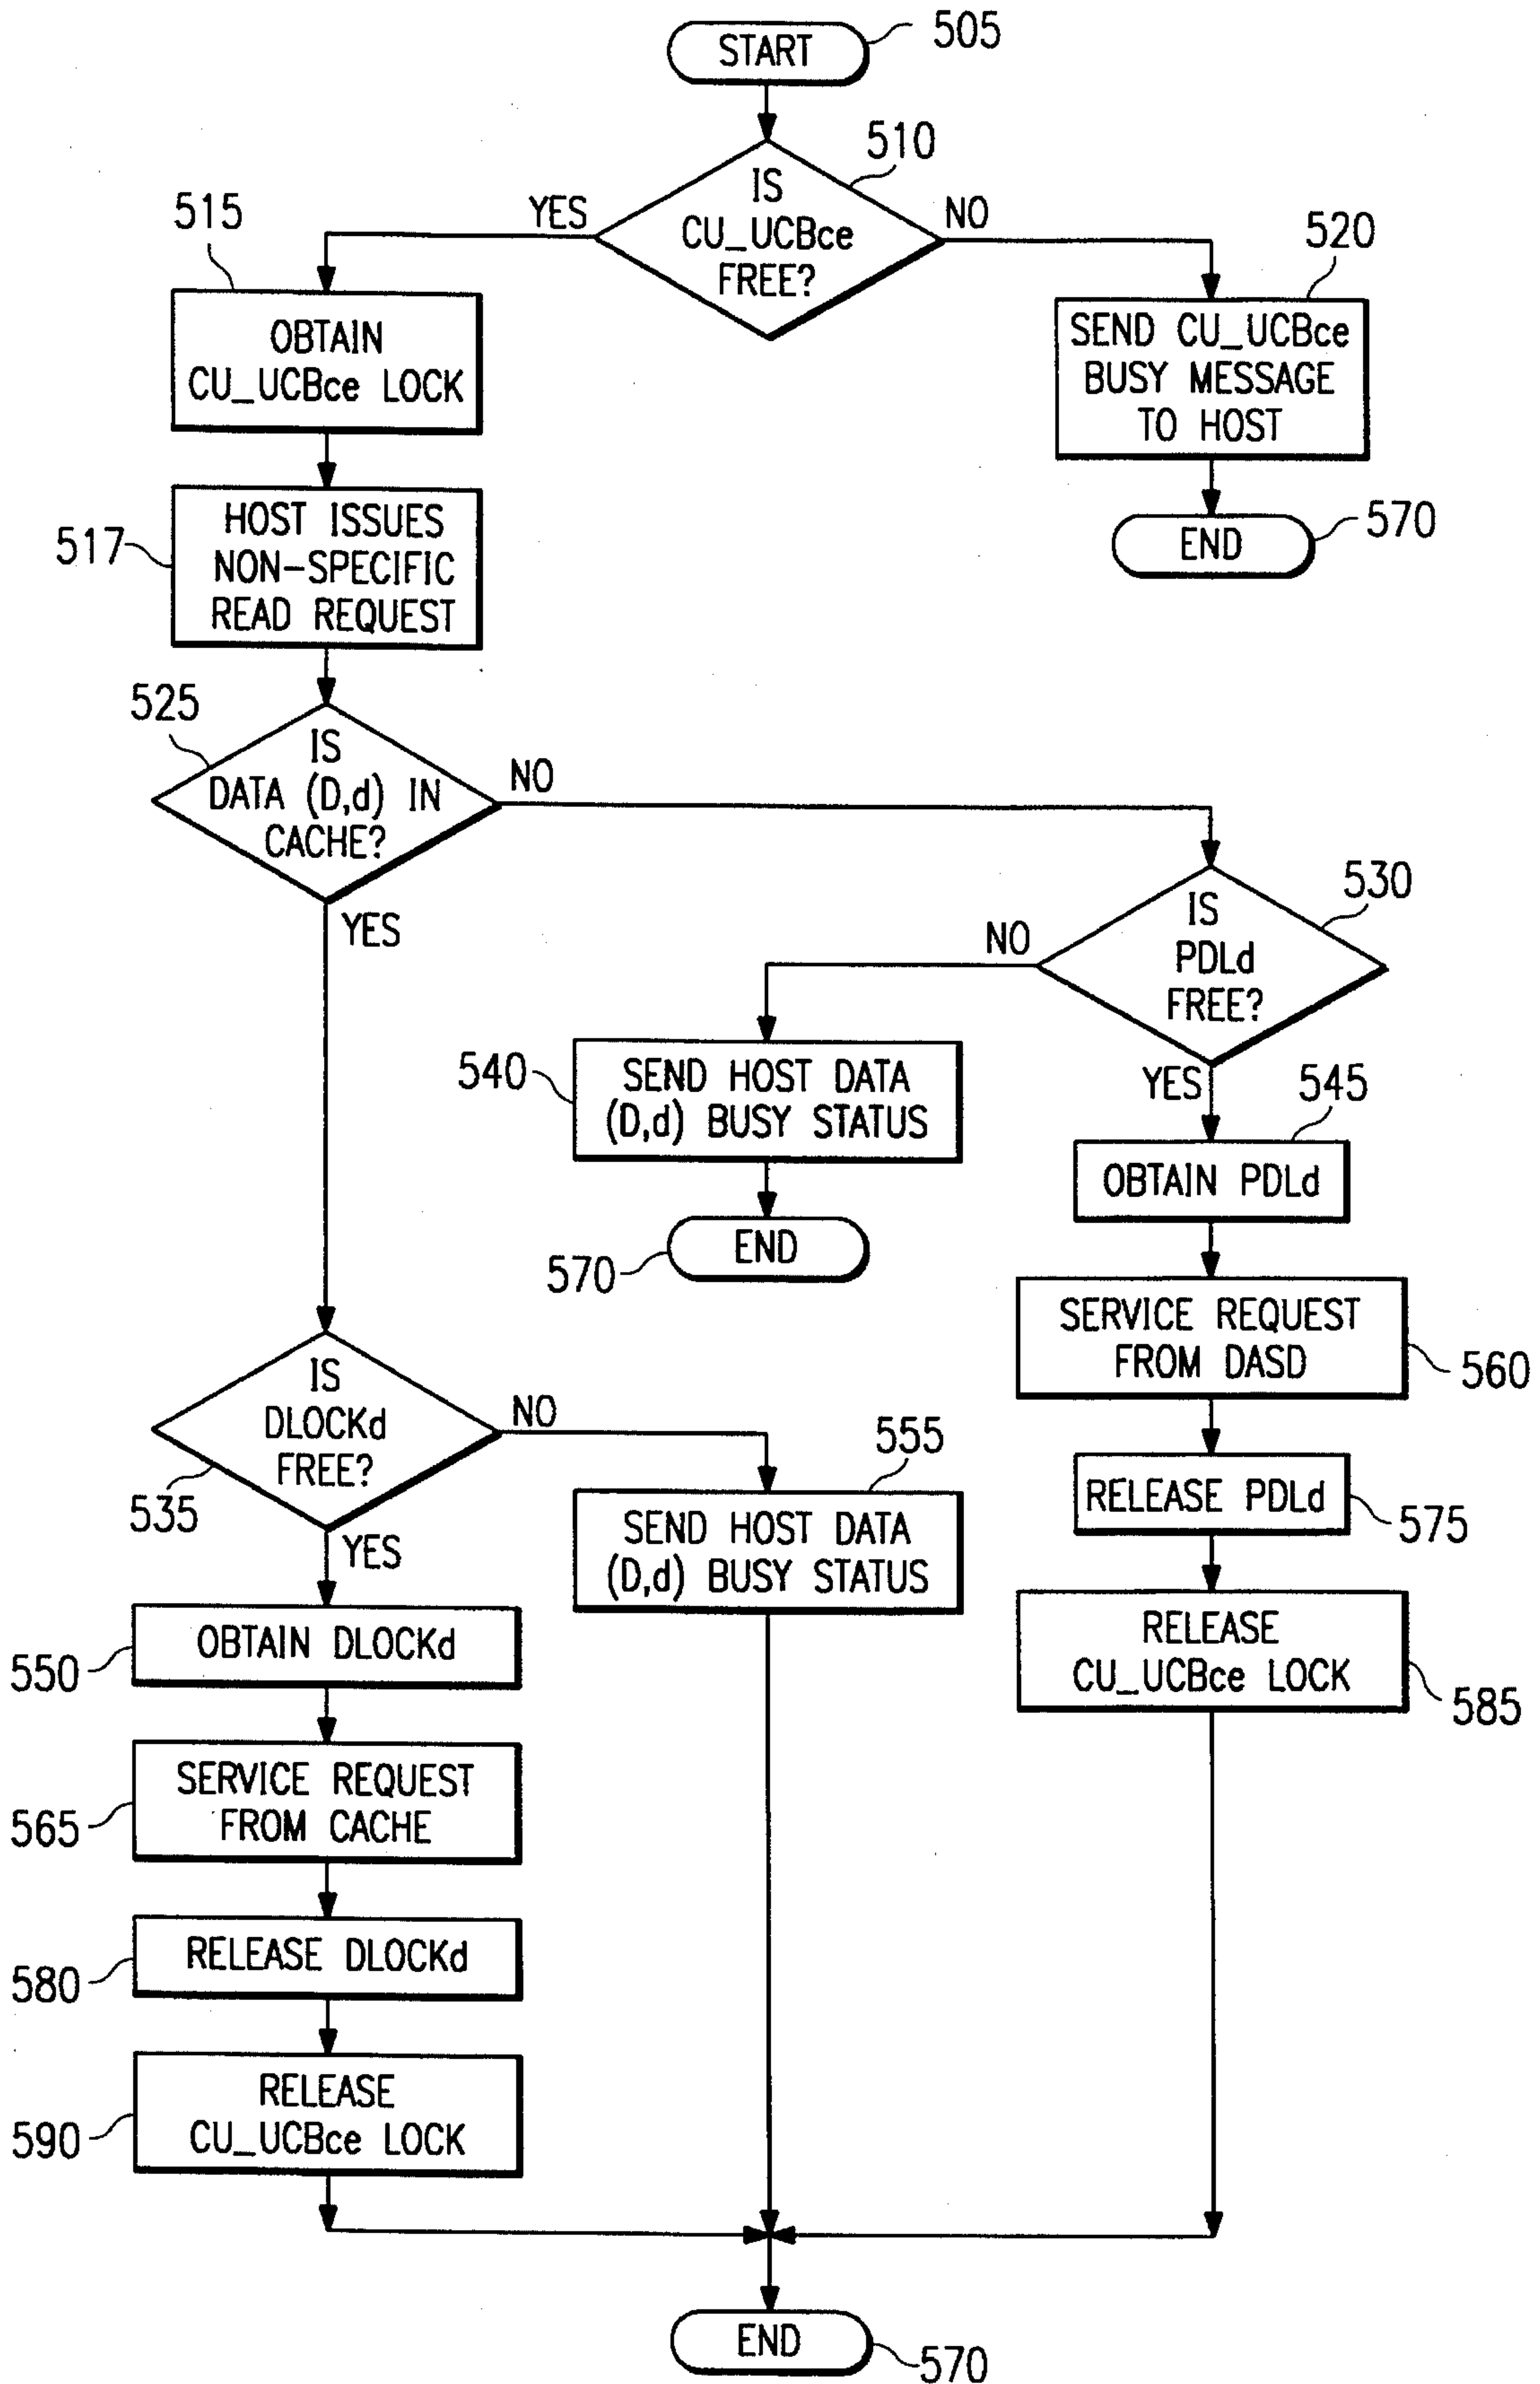 START
505
510
IS
CU_UCBce
FREE?
YES
NO
515
520
OBTAIN
CU_UCBce LOCK
SEND CU_UCBce
BUSY MESSAGE
TO HOST
517
HOST ISSUES
NON-SPECIFIC
READ REQUEST
END
570
525
IS
DATA (D,d) IN
CACHE?
NO
YES
530
IS
PDLd
FREE?
NO
YES
540
SEND HOST DATA
(D,d) BUSY STATUS
545
OBTAIN PDLd
END
570
SERVICE REQUEST
FROM DASD
560
IS
DLOCKd
FREE?
535
NO
YES
555
SEND HOST DATA
(D,d) BUSY STATUS
RELEASE PDLd
575
OBTAIN DLOCKd
550
RELEASE
CU_UCBce LOCK
585
SERVICE REQUEST
FROM CACHE
565
RELEASE DLOCKd
580
RELEASE
CU_UCBce LOCK
590
END
570